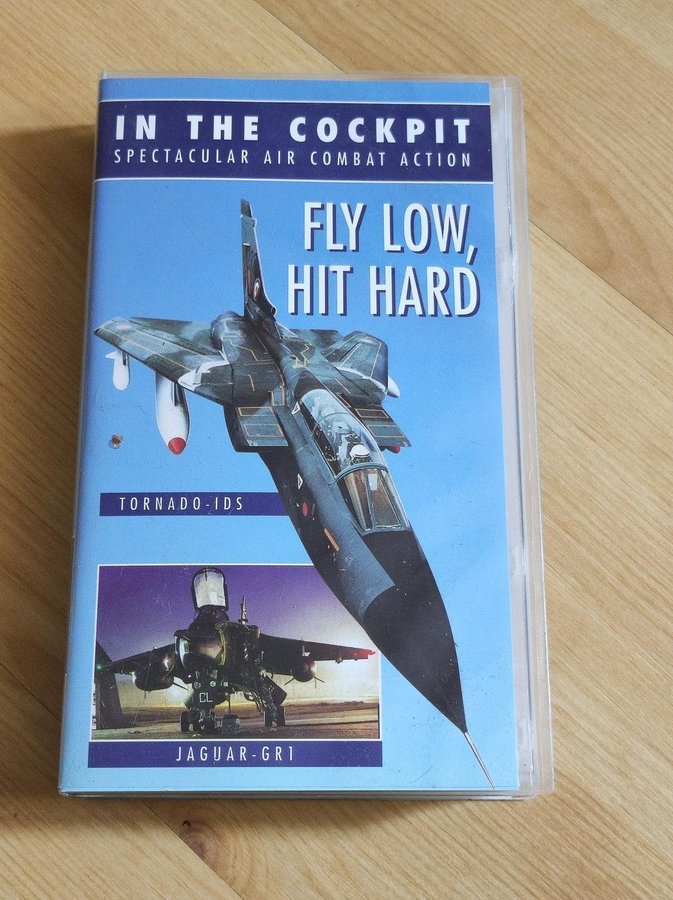 IN THE COCKPIT
SPECTACULAR AIR COMBAT ACTION
FLY LOW,
HIT HARD
TORNADO-IDS
CL
JAGUAR-GR1